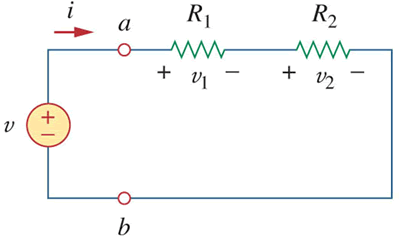 i
a
R₁
R₂
+ v₁ −
+ v₂ −
v
+
−
b